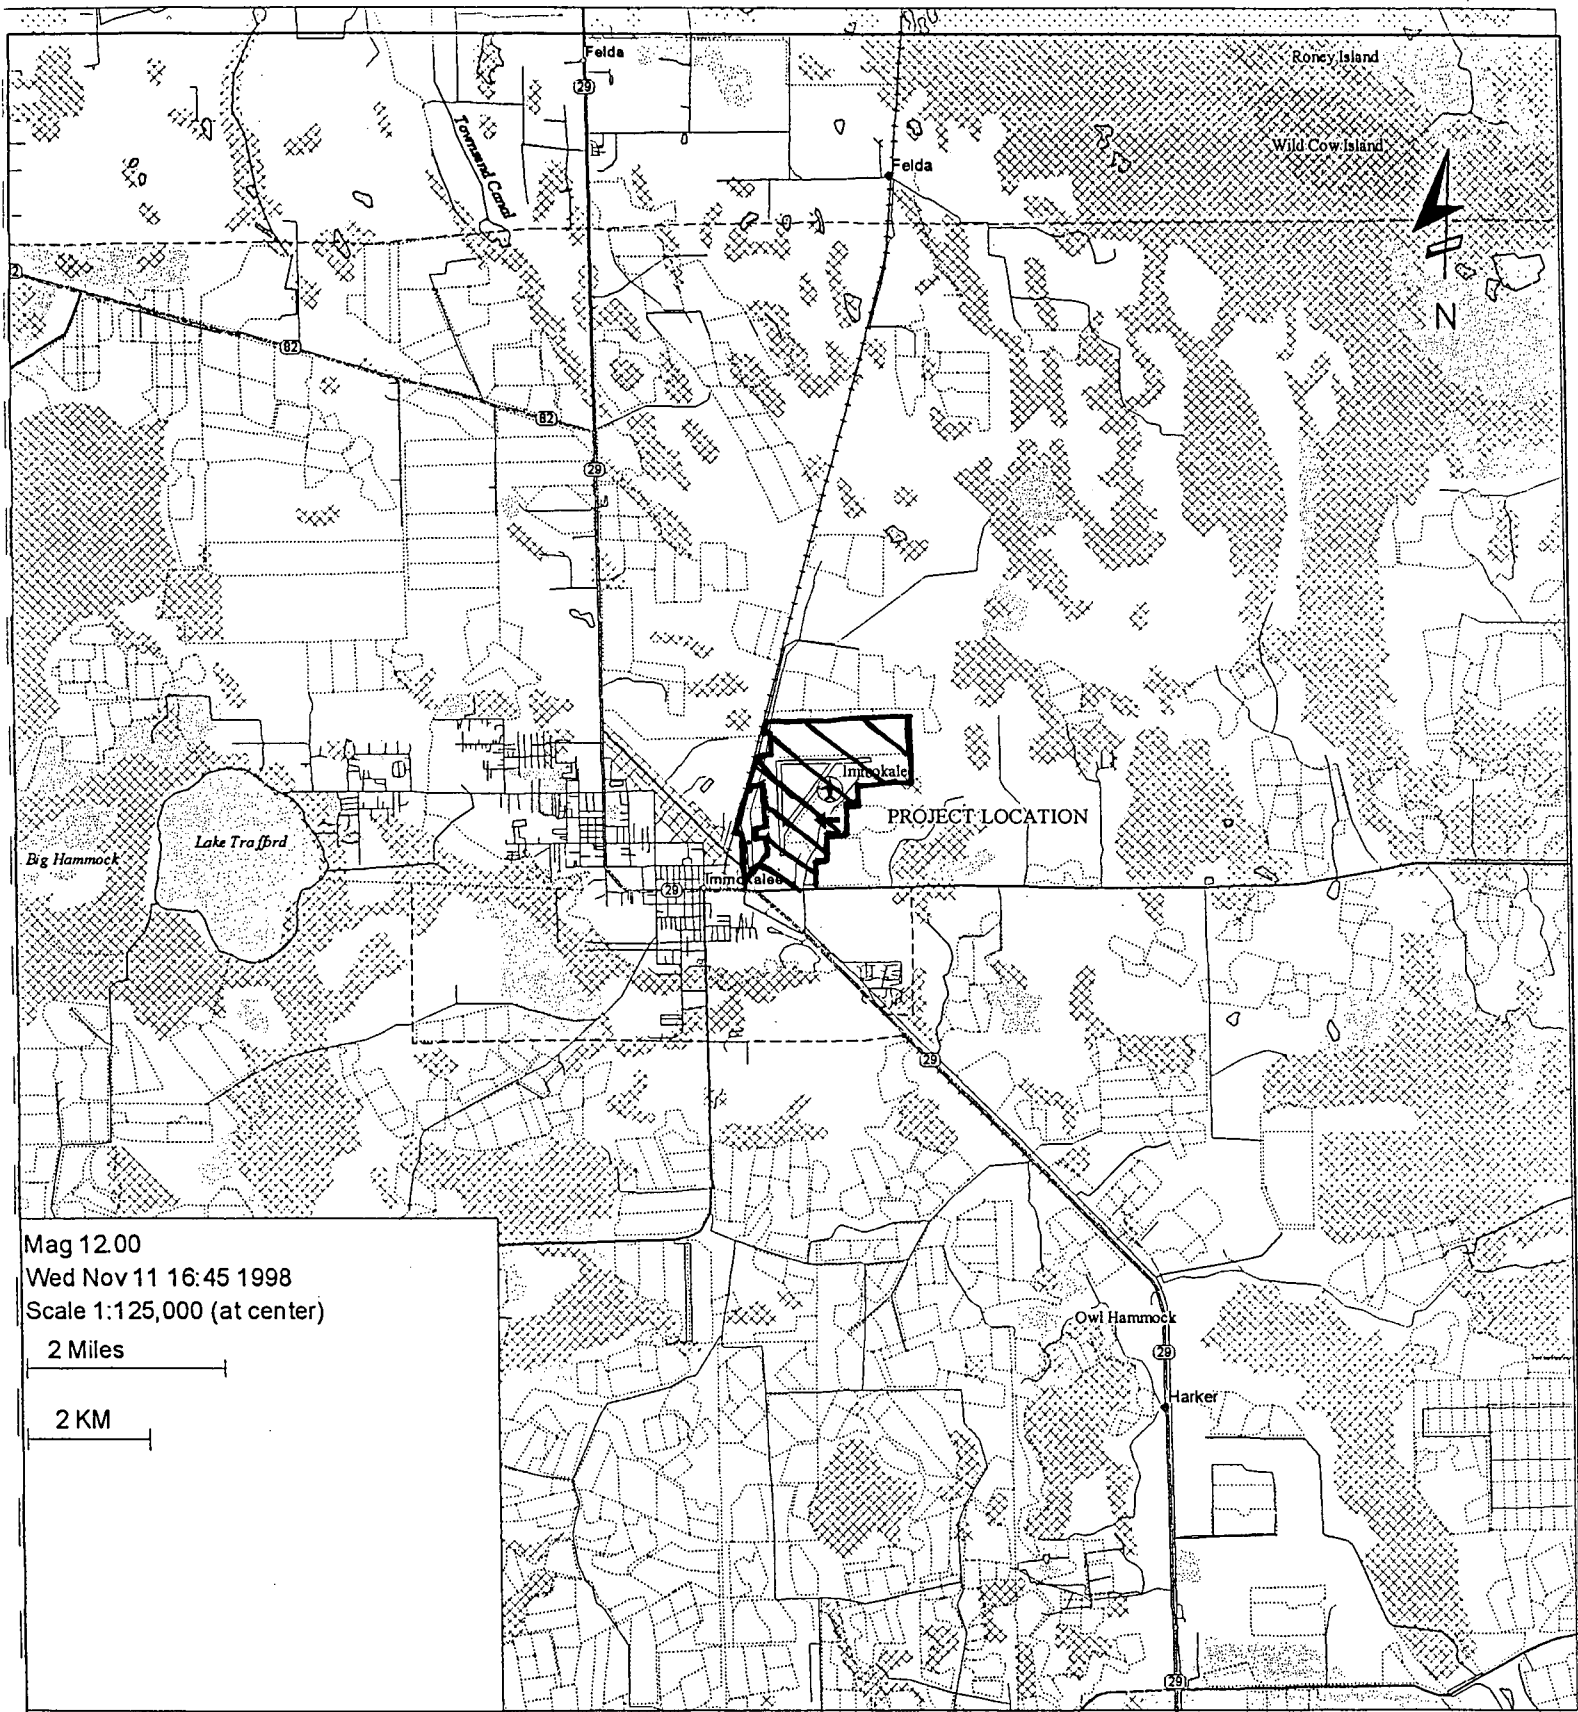 Felda
Roney Island
29
Townsend Canal
Wild Cow Island
Felda
2
N
82
82
29
Immokalee
PROJECT LOCATION
Lake Trafford
Big Hammock
Immokalee
29
29
Mag 12.00
Wed Nov 11 16:45 1998
Scale 1:125,000 (at center)
2 Miles
2 KM
Owl Hammock
29
Harker
29